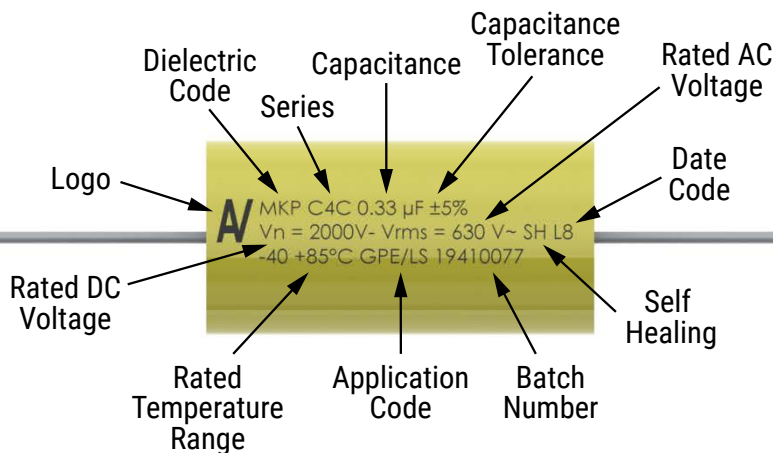 Capacitance
Tolerance
Rated AC
Voltage
Dielectric
Code
Capacitance
Series
Date
Code
Logo
AV
MKP C4C 0.33 µF ±5%
Vn = 2000V- Vrms = 630 V~ SH L8
-40 +85°C GPE/LS 19410077
Rated DC
Voltage
Self
Healing
Rated
Temperature
Range
Application
Code
Batch
Number